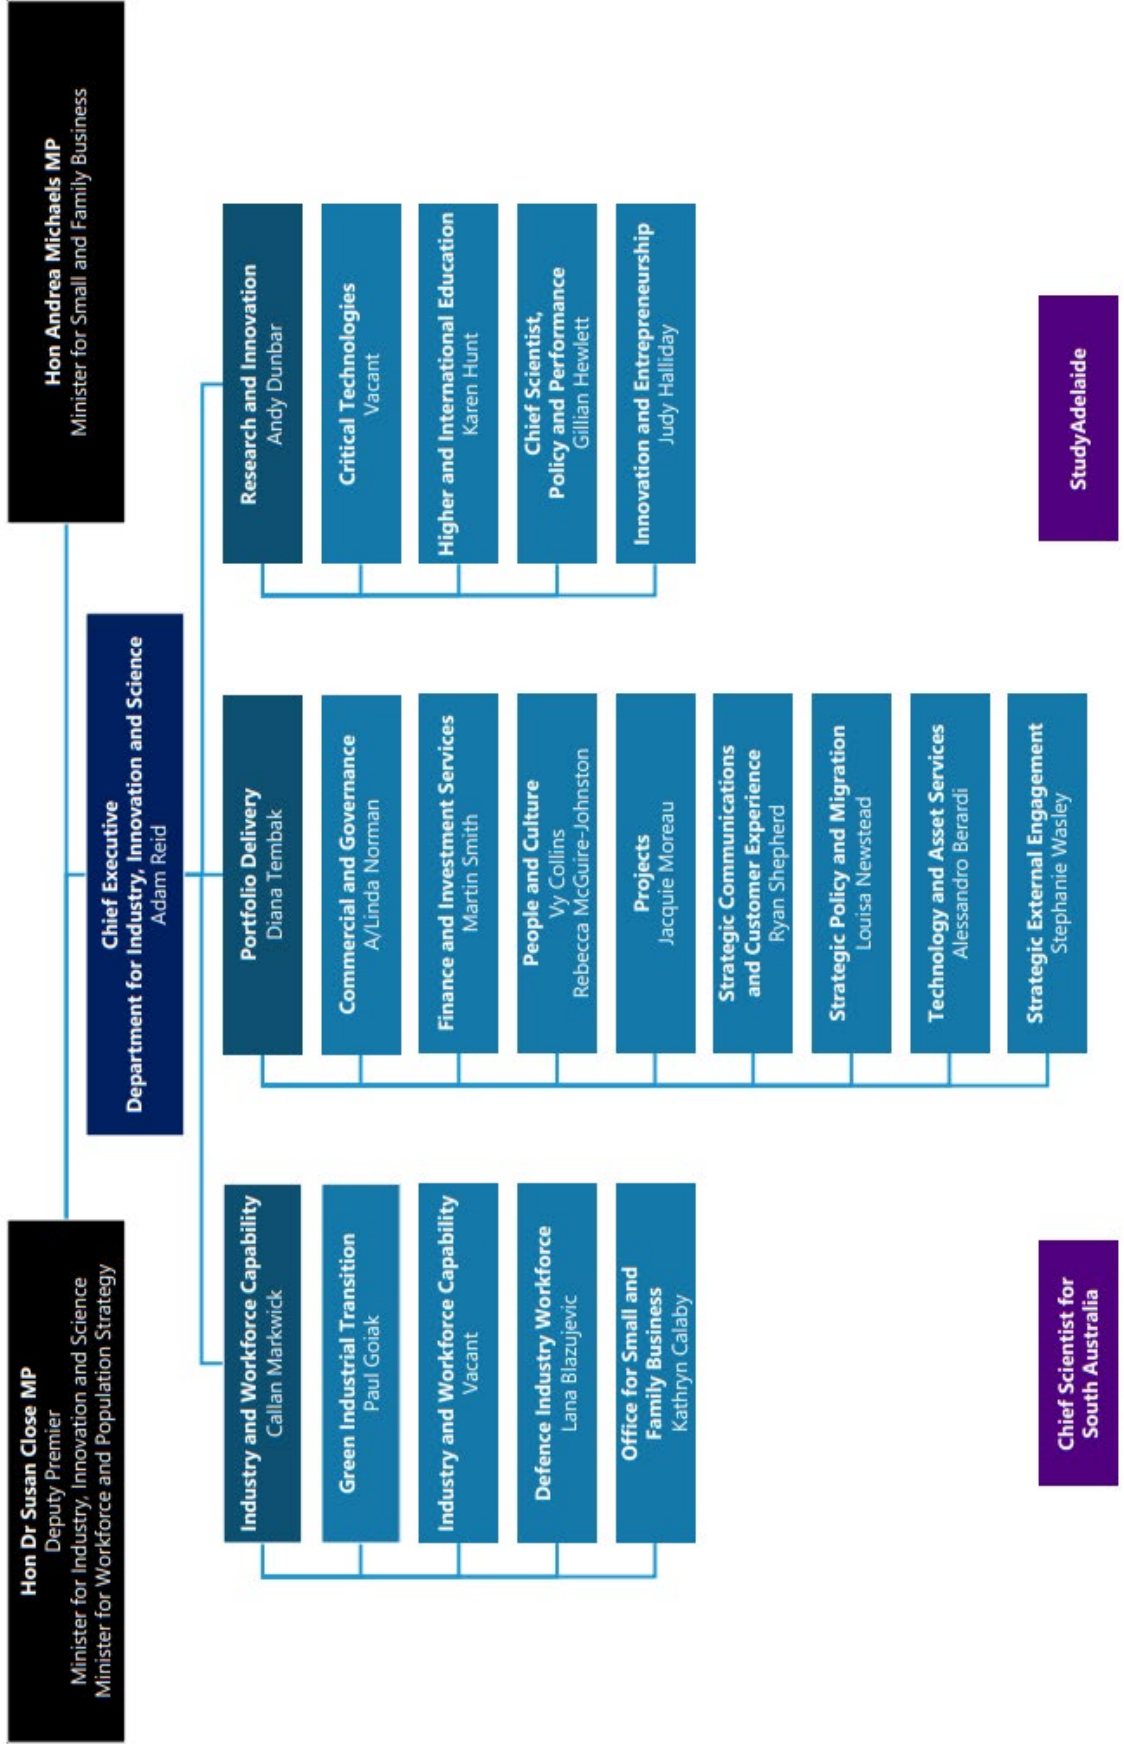 Hon Dr Susan Close MP
Deputy Premier
Minister for Industry, Innovation and Science
Minister for Workforce and Population Strategy
Hon Andrea Michaels MP
Minister for Small and Family Business
Chief Executive
Department for Industry, Innovation and Science
Adam Reid
Industry and Workforce Capability
Callan Markwick
Green Industrial Transition
Paul Goiak
Industry and Workforce Capability
Vacant
Defence Industry Workforce
Lana Blazujevic
Office for Small and
Family Business
Kathryn Calaby
Portfolio Delivery
Diana Tembak
Commercial and Governance
A/Linda Norman
Finance and Investment Services
Martin Smith
People and Culture
Vy Collins
Rebecca McGuire-Johnston
Projects
Jacquie Moreau
Strategic Communications
and Customer Experience
Ryan Shepherd
Strategic Policy and Migration
Louisa Newstead
Technology and Asset Services
Alessandro Berardi
Strategic External Engagement
Stephanie Wasley
Research and Innovation
Andy Dunbar
Critical Technologies
Vacant
Higher and International Education
Karen Hunt
Chief Scientist,
Policy and Performance
Gillian Hewlett
Innovation and Entrepreneurship
Judy Halliday
Chief Scientist for
South Australia
StudyAdelaide